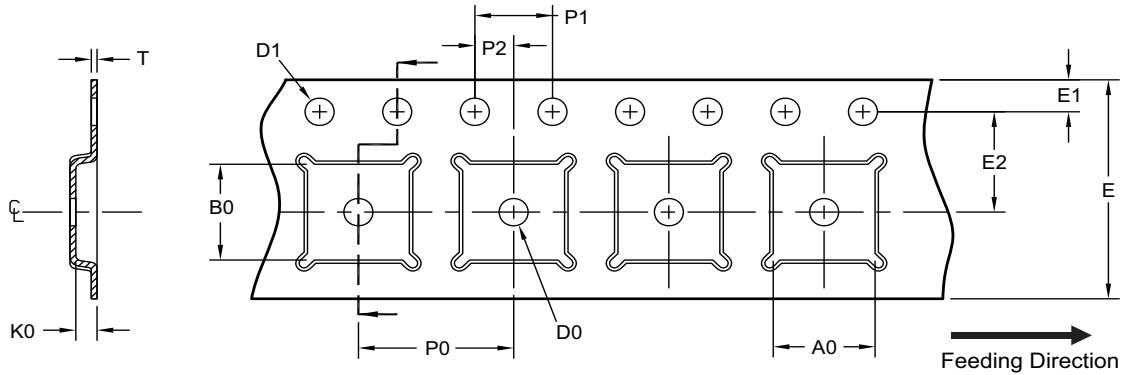 P1
P2
D1
T
E1
E2
E
B0
℄
K0
D0
P0
A0
Feeding Direction